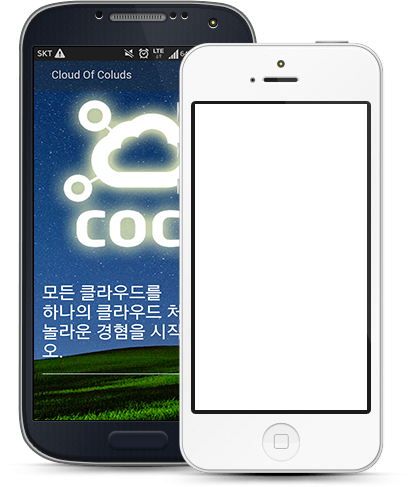 SKT
LTE
Cloud Of Coluds
coc
모든 클라우드를
하나의 클라우드 처
놀라운 경험을 시작
오.